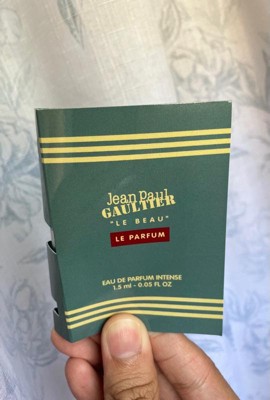 Jean Paul
GAULTIER
"LE BEAU"
LE PARFUM
EAU DE PARFUM INTENSE
1.5 ml - 0.05 FL OZ